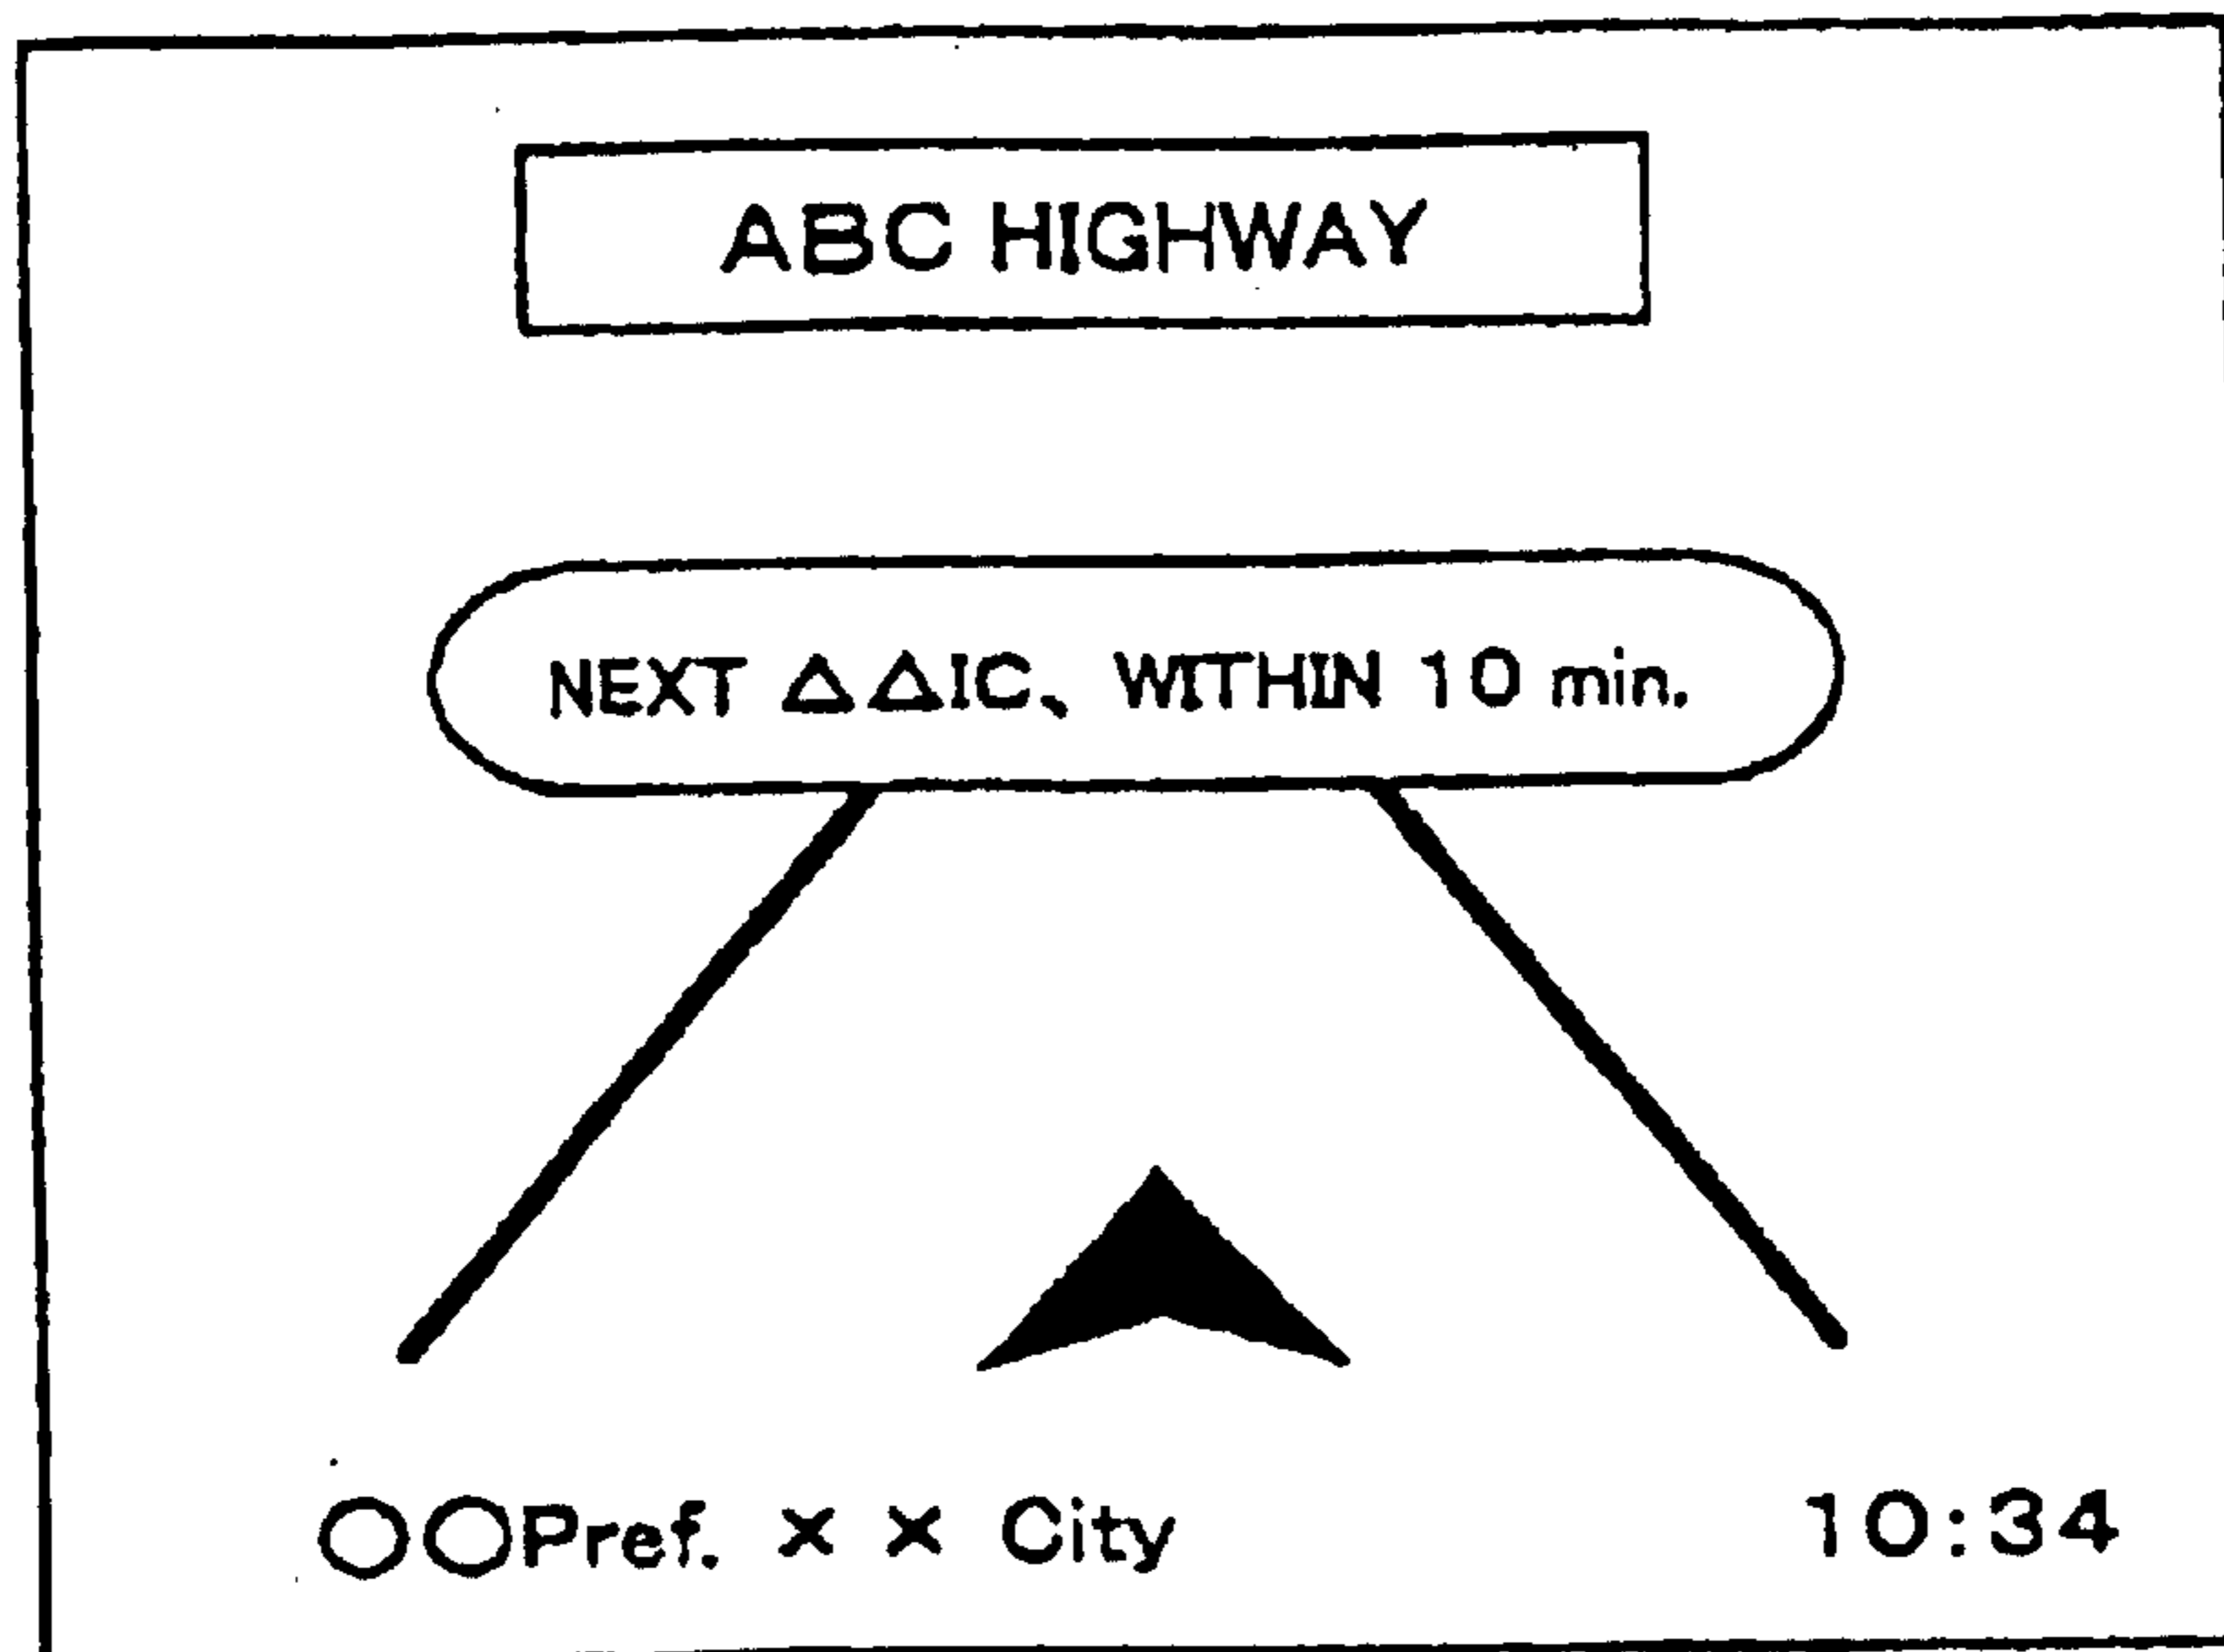 ABC HIGHWAY
NEXT △△IC、WITHIN 10 min.
○○Pref. × × City
10:34